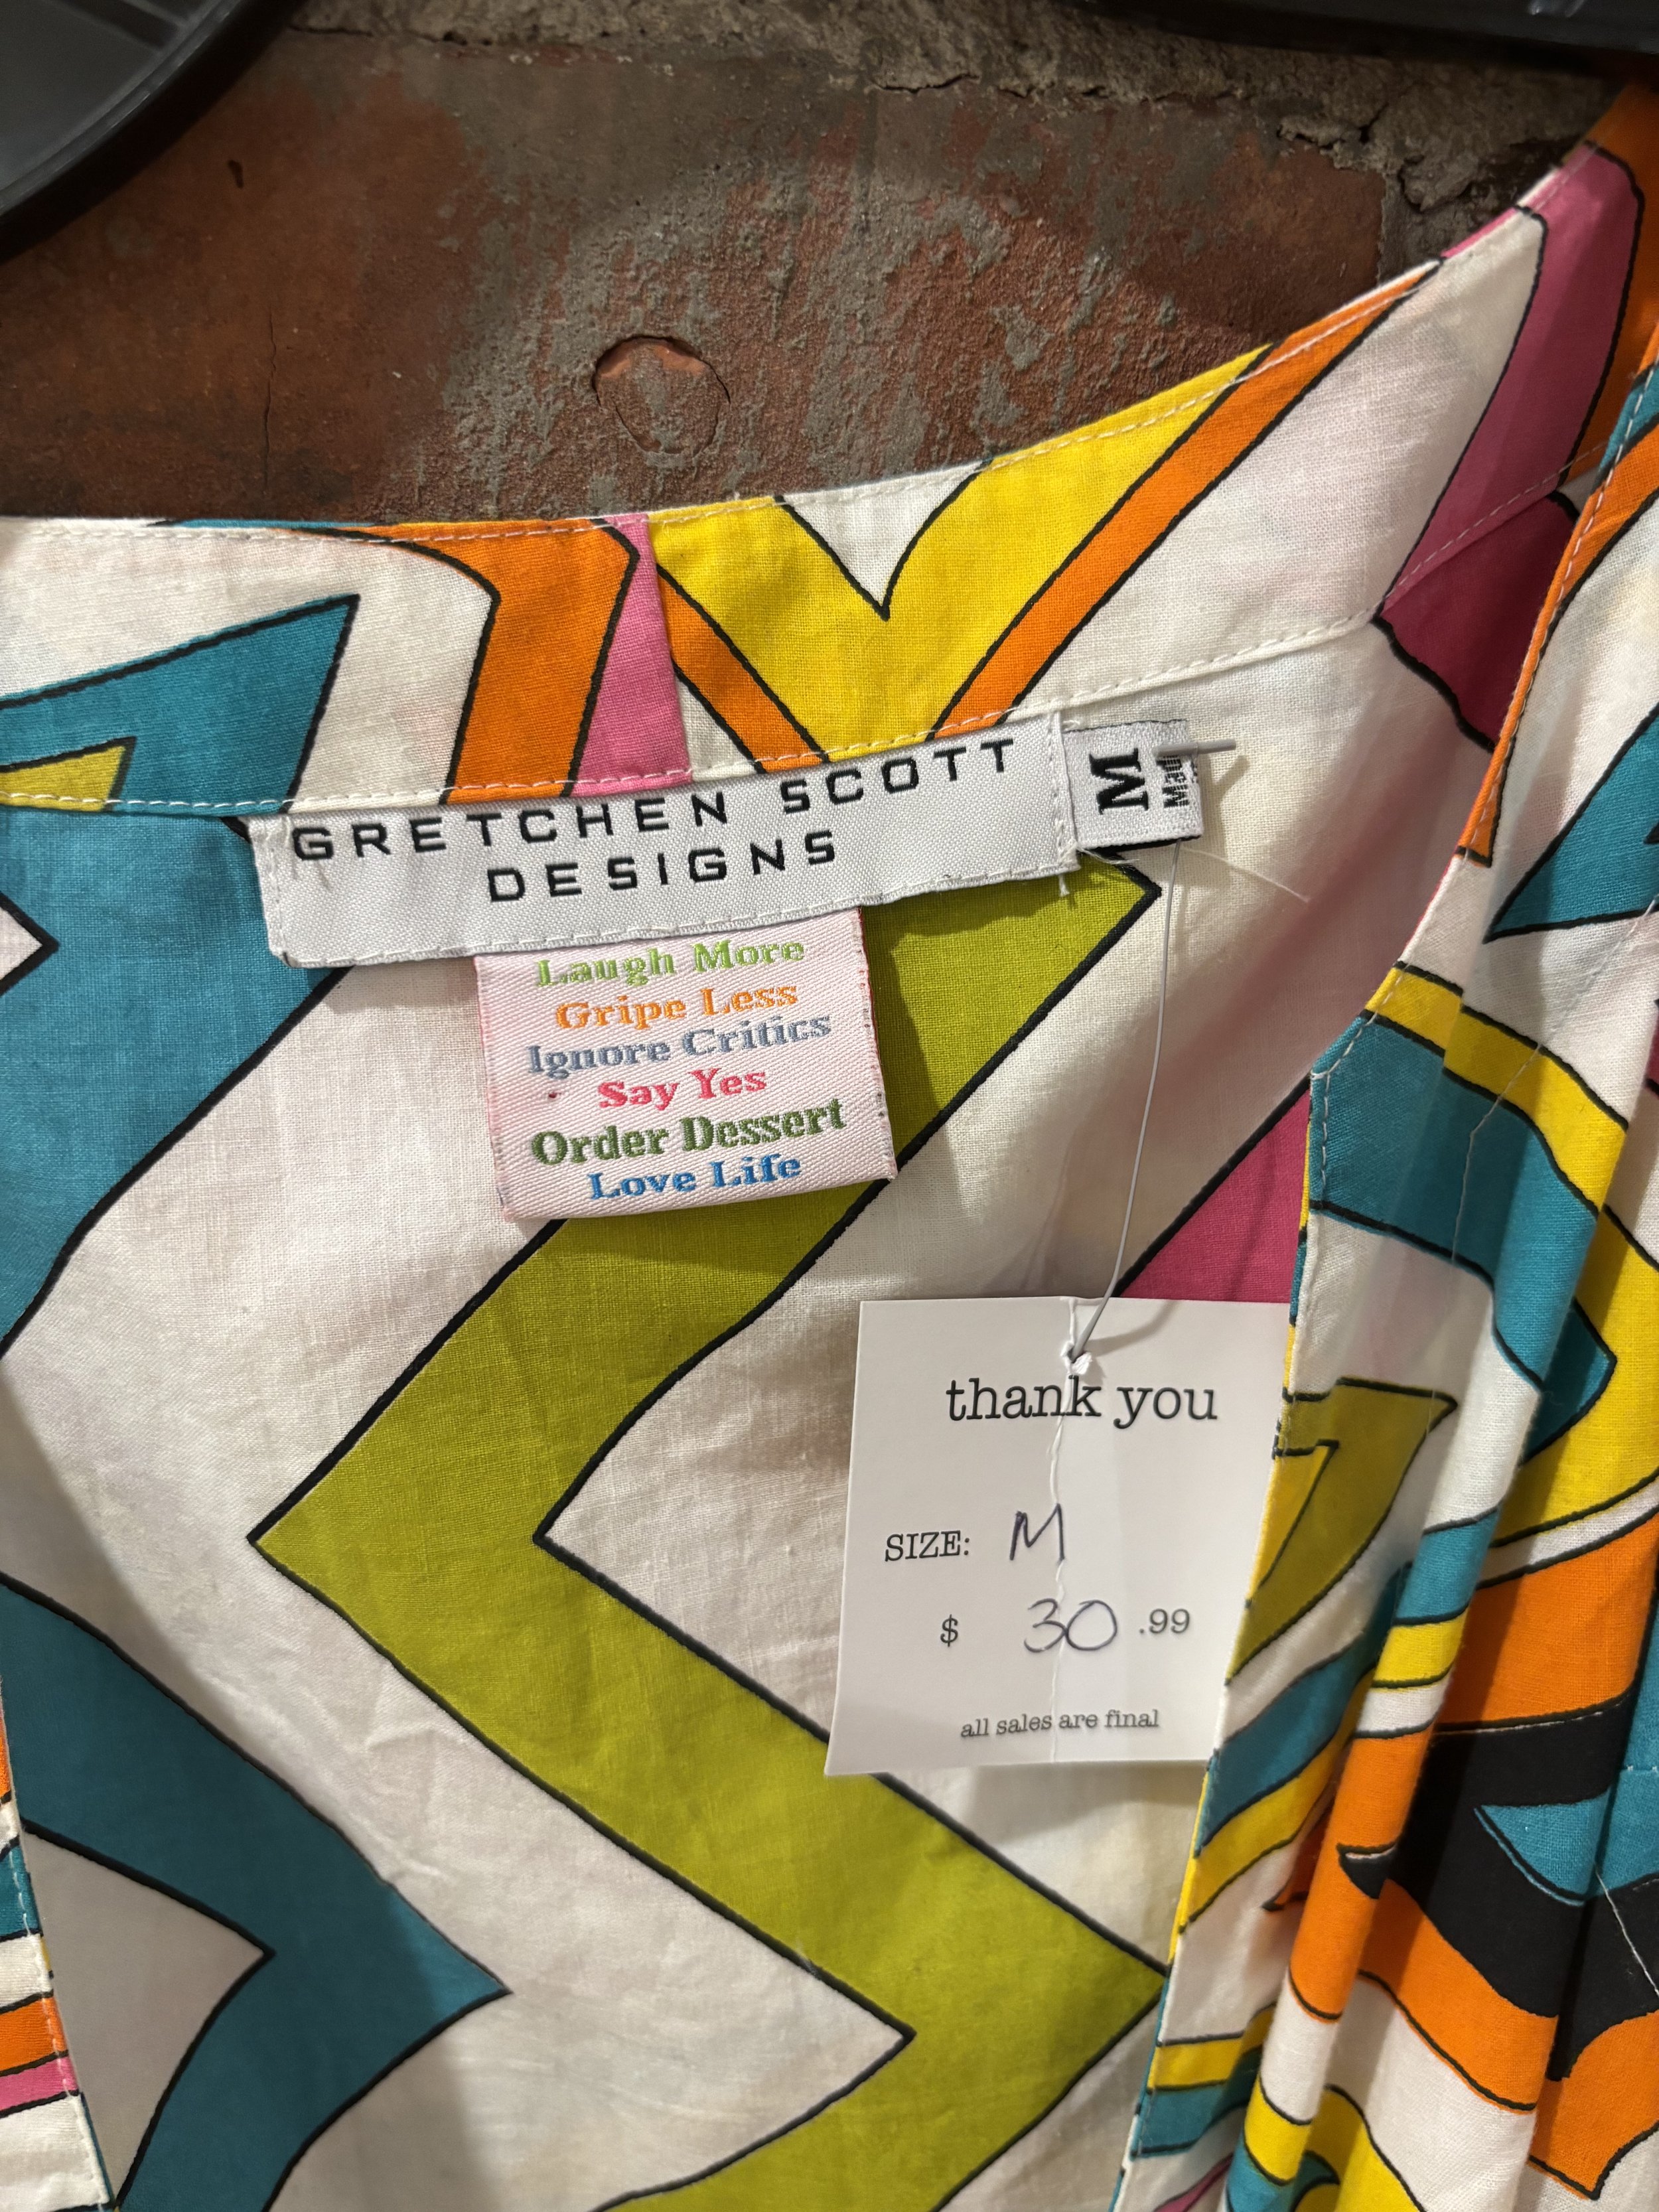 GRETCHEN SCOTT
DESIGNS
M
Laugh More
Gripe Less
Ignore Critics
Say Yes
Order Dessert
Love Life
thank you
SIZE: M
$ 30.99
all sales are final